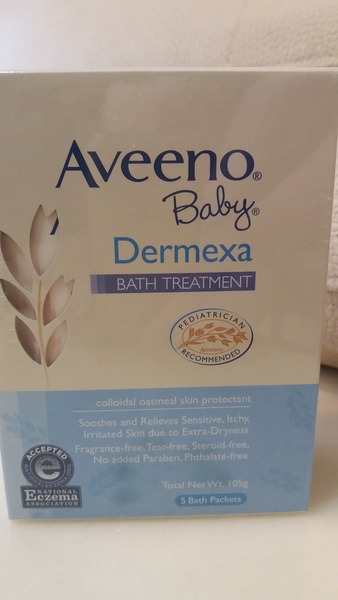 Aveeno®
Baby®
Dermexa
BATH TREATMENT
PEDIATRICIAN
Aveeno
RECOMMENDED
colloidal oatmeal skin protectant
Soothes and Relieves Sensitive, Itchy,
Irritated Skin due to Extra-Dryness
Fragrance-free, Tear-free, Steroid-free,
No added Paraben, Phthalate-free
ACCEPTED
e
NATIONAL
Eczema
ASSOCIATION
Total Net Wt. 105g
5 Bath Packets